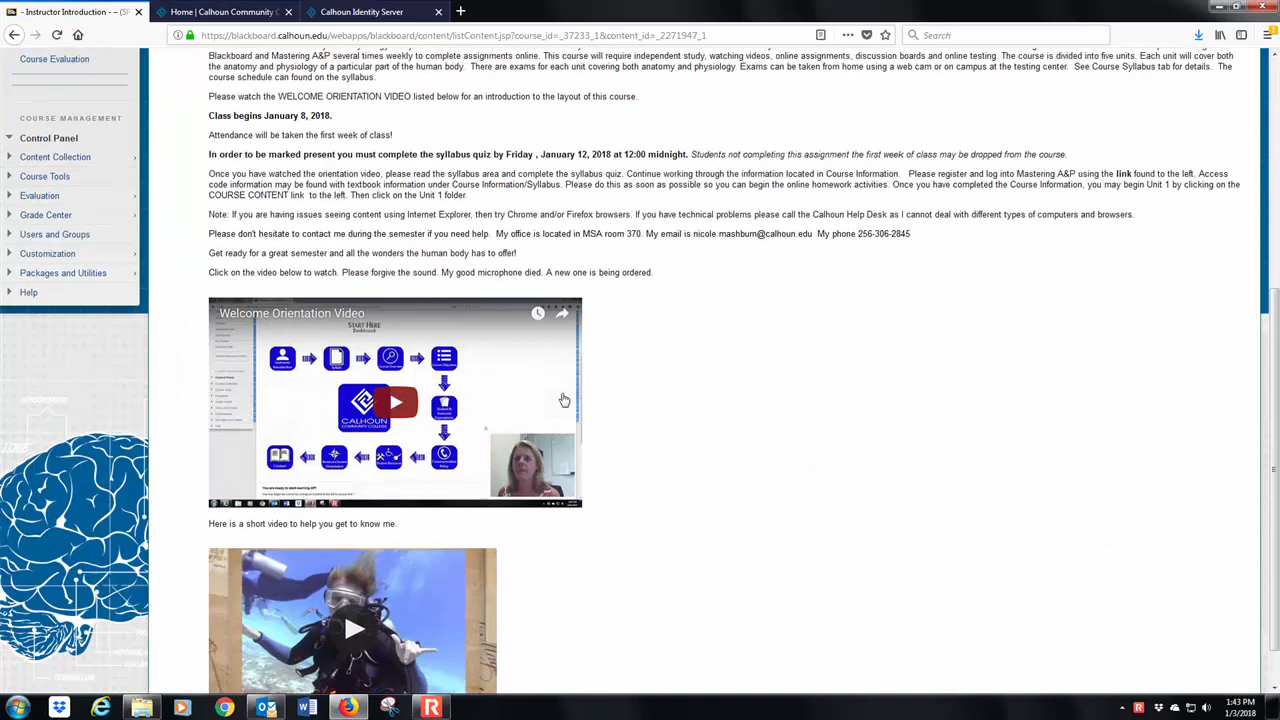 - Instructor Introduction – (SP
Home | Calhoun Community C
Calhoun Identity Server
https://blackboard.calhoun.edu/webapps/blackboard/content/listContent.jsp?course_id=_37233_1&content_id=_2271947_1
Search
Course Evaluation
COURSE MANAGEMENT
Control Panel
Content Collection
Course Tools
Evaluation
Grade Center
Users and Groups
Customization
Packages and Utilities
Help
Blackboard and Mastering A&P several times weekly to complete assignments online. This course will require independent study, watching videos, online assignments, discussion boards and online testing. The course is divided into five units. Each unit will cover both
the anatomy and physiology of a particular part of the human body. There are exams for each unit covering both anatomy and physiology. Exams can be taken from home using a web cam or on campus at the testing center. See Course Syllabus tab for details. The
course schedule can found on the syllabus.
Please watch the WELCOME ORIENTATION VIDEO listed below for an introduction to the layout of this course.
Class begins January 8, 2018.
Attendance will be taken the first week of class!
In order to be marked present you must complete the syllabus quiz by Friday , January 12, 2018 at 12:00 midnight. Students not completing this assignment the first week of class may be dropped from the course.
Once you have watched the orientation video, please read the syllabus area and complete the syllabus quiz. Continue working through the information located in Course Information. Please register and log into Mastering A&P using the link found to the left. Access
code information may be found with textbook information under Course Information/Syllabus. Please do this as soon as possible so you can begin the online homework activities. Once you have completed the Course Information, you may begin Unit 1 by clicking on the
COURSE CONTENT link to the left. Then click on the Unit 1 folder.
Note: If you are having issues seeing content using Internet Explorer, then try Chrome and/or Firefox browsers. If you have technical problems please call the Calhoun Help Desk as I cannot deal with different types of computers and browsers.
Please don't hesitate to contact me during the semester if you need help. My office is located in MSA room 370. My email is nicole.mashburn@calhoun.edu My phone 256-306-2845
Get ready for a great semester and all the wonders the human body has to offer!
Click on the video below to watch. Please forgive the sound. My good microphone died. A new one is being ordered.
Welcome Orientation Video
START HERE
Dashboard
CALHOUN
COMMUNITY COLLEGE
Here is a short video to help you get to know me.
1:43 PM
1/3/2018